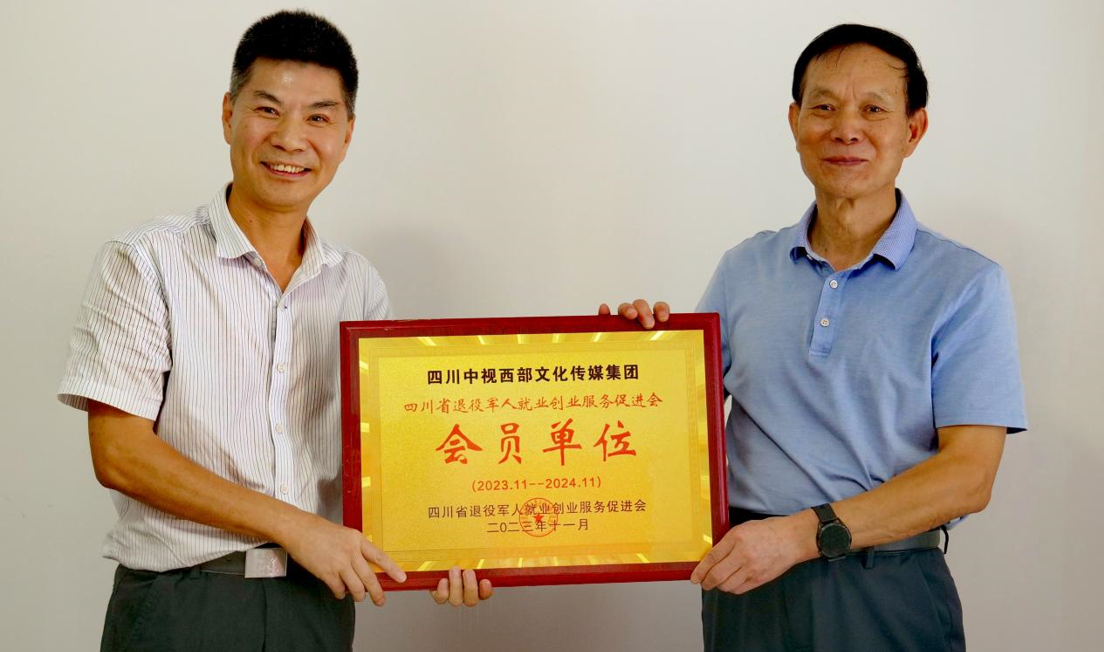 四川中视西部文化传媒集团
四川省退役军人就业创业服务促进会
会员单位
(2023.11--2024.11)
四川省退役军人就业创业服务促进会
二〇二三年十一月